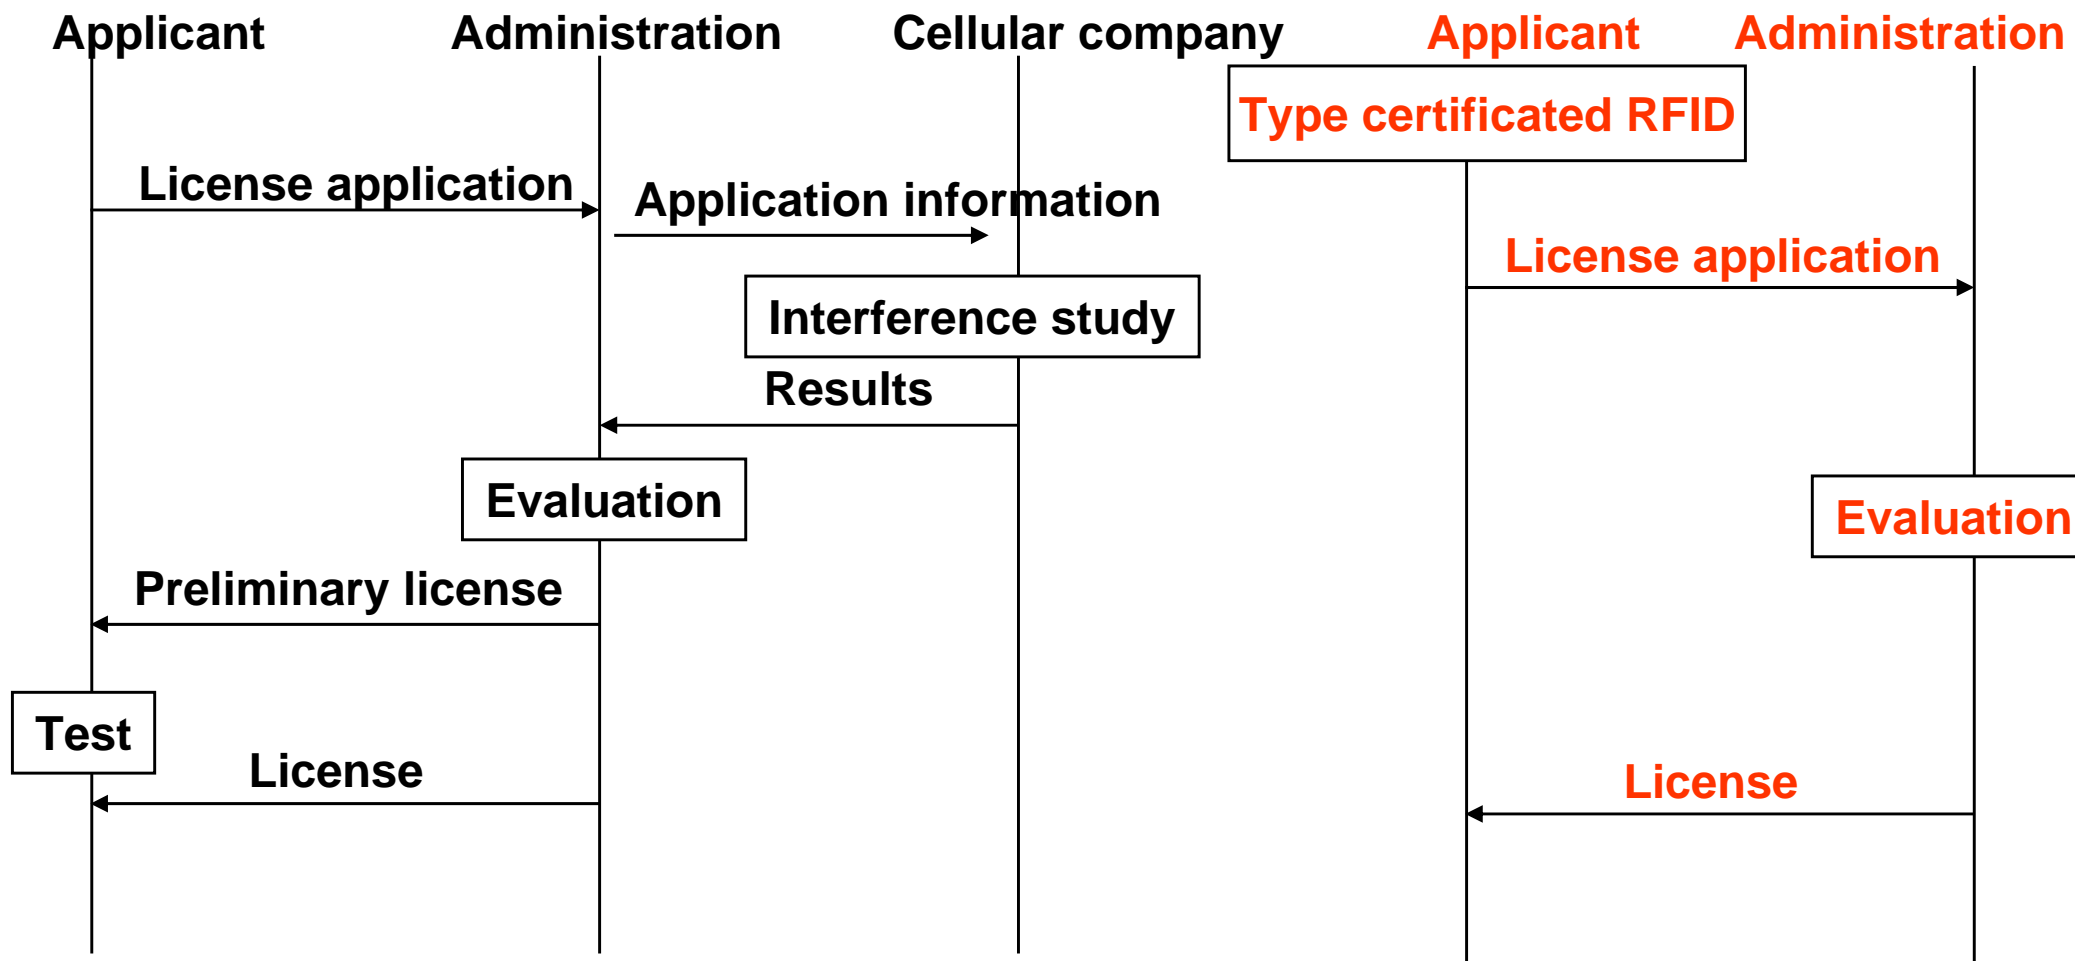 Applicant
Administration
Cellular company
Applicant
Administration
Type certificated RFID
License application
Application information
License application
Interference study
Results
Evaluation
Evaluation
Preliminary license
Test
License
License